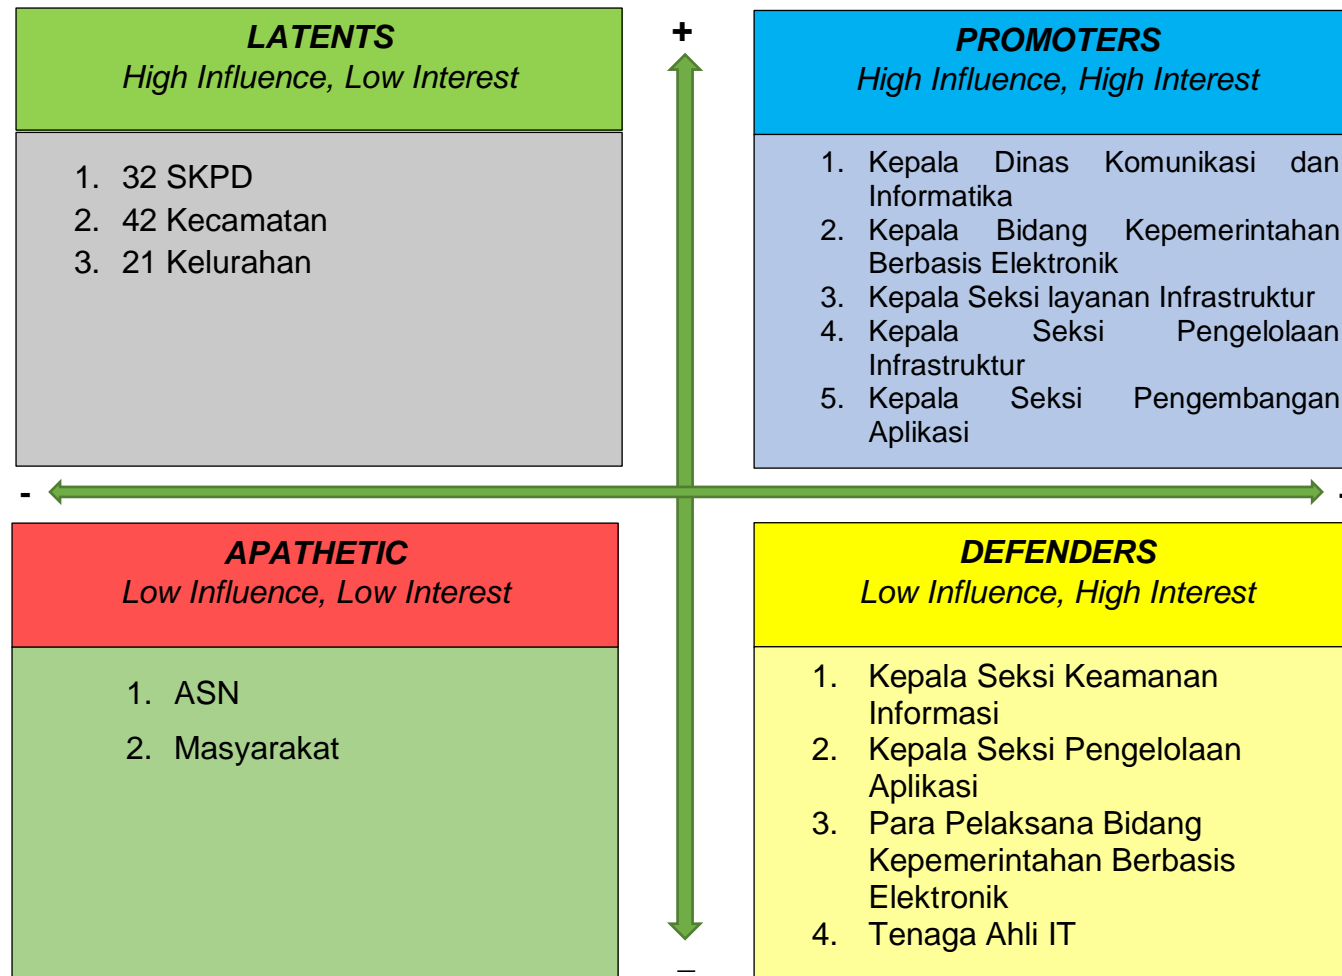 LATENTS
High Influence, Low Interest
1. 32 SKPD
2. 42 Kecamatan
3. 21 Kelurahan
+
PROMOTERS
High Influence, High Interest
1. Kepala Dinas Komunikasi dan
Informatika
2. Kepala Bidang Kepemerintahan
Berbasis Elektronik
3. Kepala Seksi layanan Infrastruktur
4. Kepala Seksi Pengelolaan
Infrastruktur
5. Kepala Seksi Pengembangan
Aplikasi
-
APATHETIC
Low Influence, Low Interest
1. ASN
2. Masyarakat
DEFENDERS
Low Influence, High Interest
1. Kepala Seksi Keamanan
Informasi
2. Kepala Seksi Pengelolaan
Aplikasi
3. Para Pelaksana Bidang
Kepemerintahan Berbasis
Elektronik
4. Tenaga Ahli IT
–